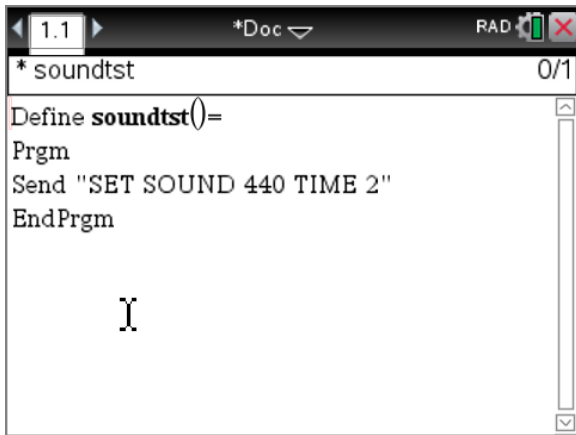 1.1 *Doc RAD
* soundtst 0/1
Define soundtst()=
Prgm
Send "SET SOUND 440 TIME 2"
EndPrgm